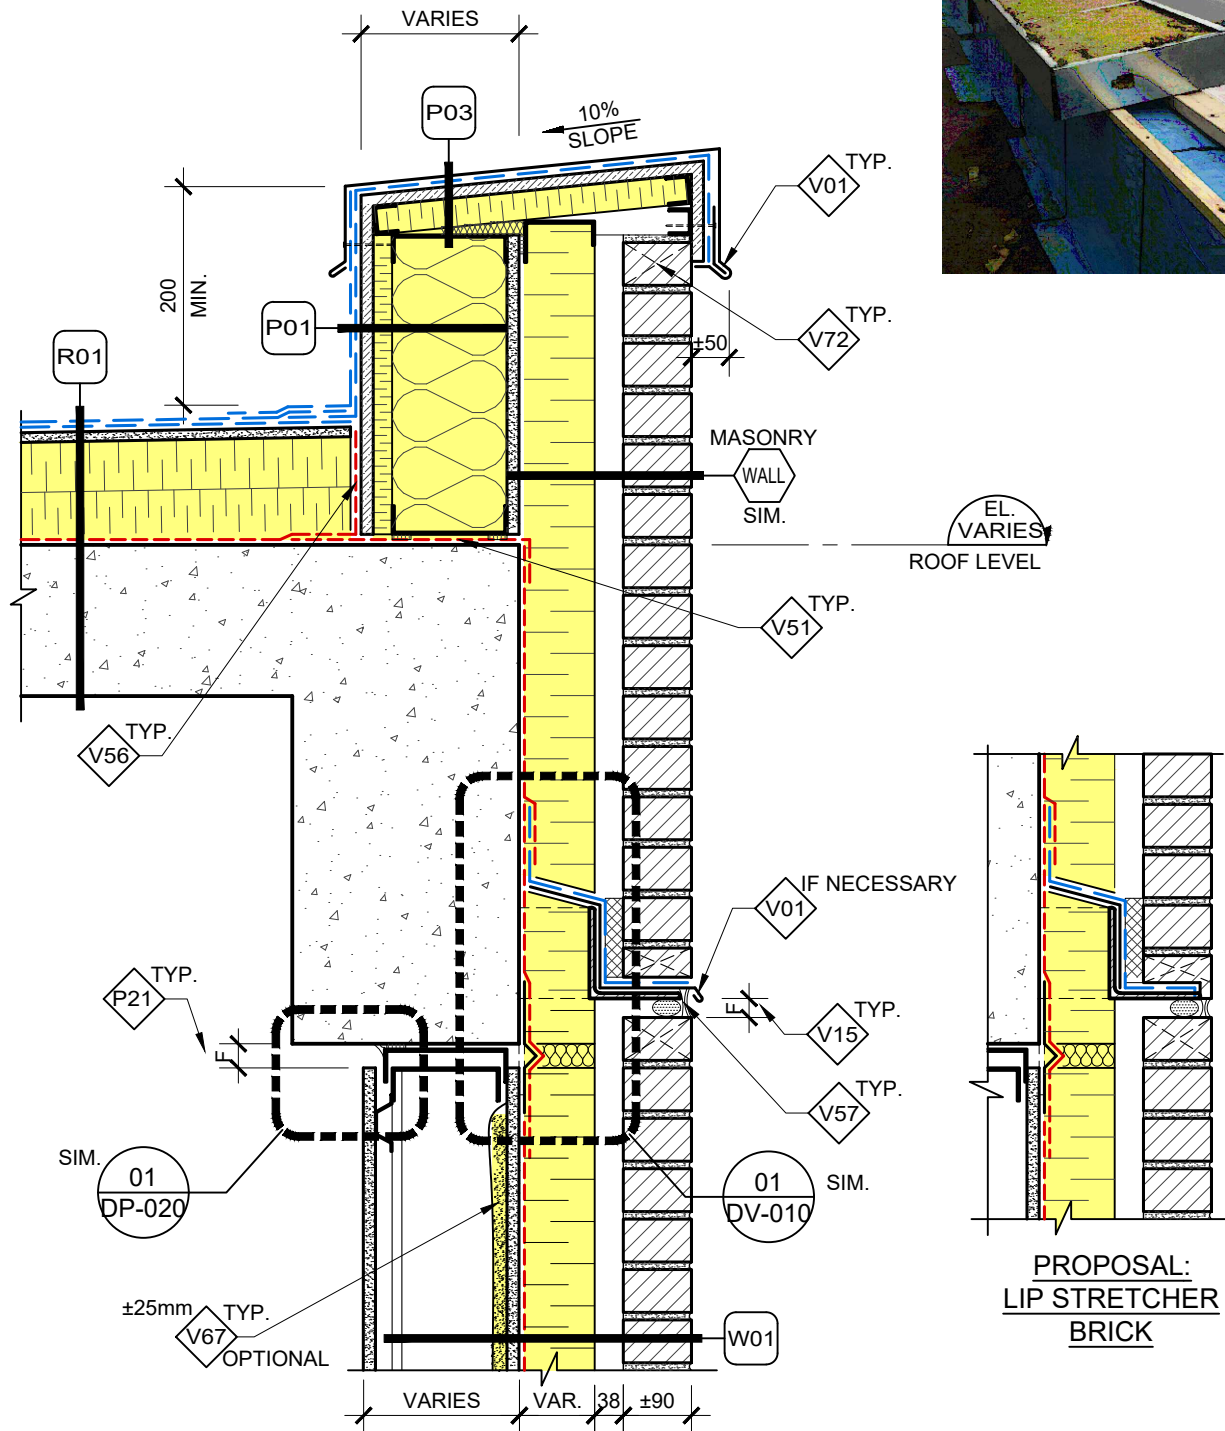 VARIES
P03
10%
SLOPE
TYP.
V01
200
MIN.
P01
TYP.
V72
R01
±50
MASONRY
WALL
SIM.
EL.
VARIES
ROOF LEVEL
TYP.
V51
TYP.
V56
IF NECESSARY
V01
TYP.
P21
F
F
TYP.
V15
TYP.
V57
SIM.
01
DP-020
01
DV-010
SIM.
±25mm
TYP.
V67
OPTIONAL
W01
PROPOSAL:
LIP STRETCHER
BRICK
VARIES
VAR.
38
±90